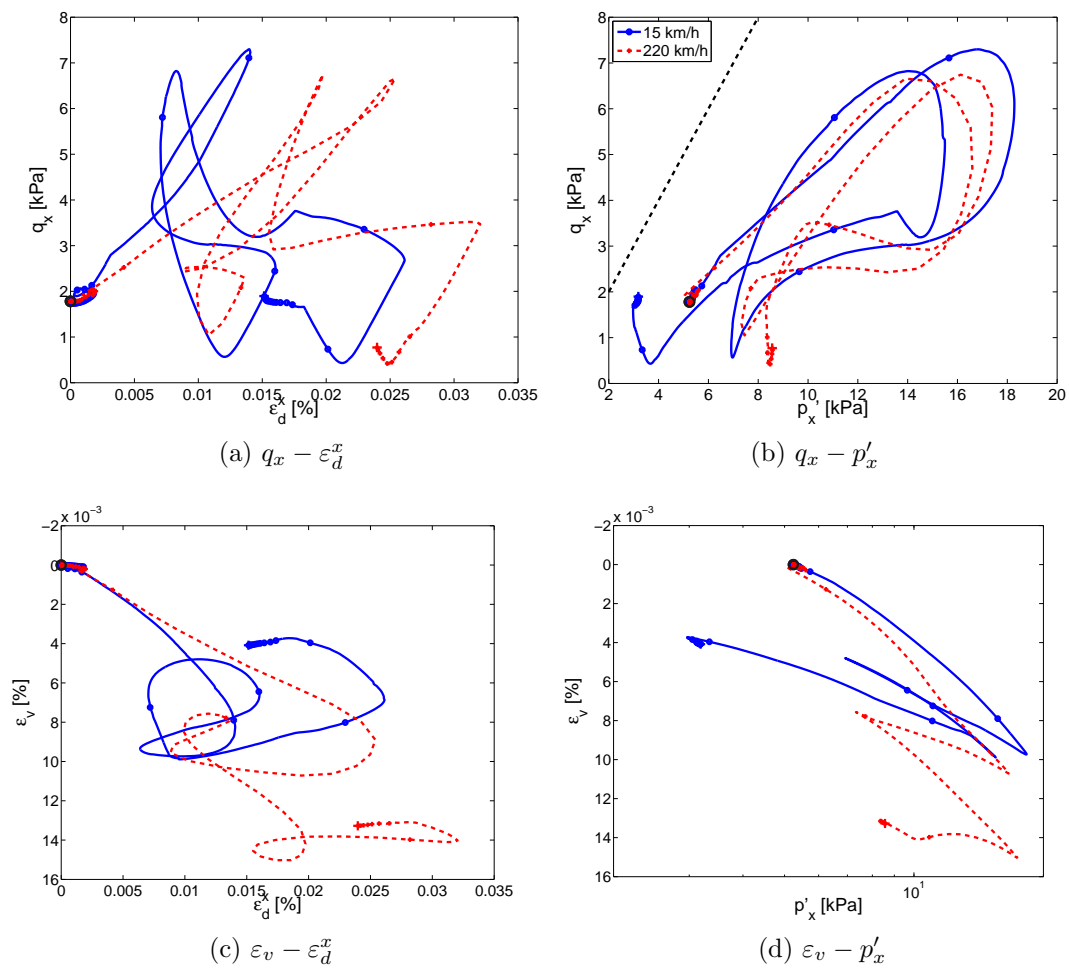 8
7
6
5
4
3
2
1
0
q_x [kPa]
0 0.005 0.01 0.015 0.02 0.025 0.03 0.035
ε_d^x [%]
(a) q_x − ε_d^x
8
7
6
5
4
3
2
1
0
q_x [kPa]
15 km/h
220 km/h
2 4 6 8 10 12 14 16 18 20
p_x' [kPa]
(b) q_x − p′_x
x 10^−3
−2
0
2
4
6
8
10
12
14
16
ε_v [%]
0 0.005 0.01 0.015 0.02 0.025 0.03 0.035
ε_d^x [%]
(c) ε_v − ε_d^x
x 10^−3
−2
0
2
4
6
8
10
12
14
16
ε_v [%]
10^1
p'_x [kPa]
(d) ε_v − p′_x